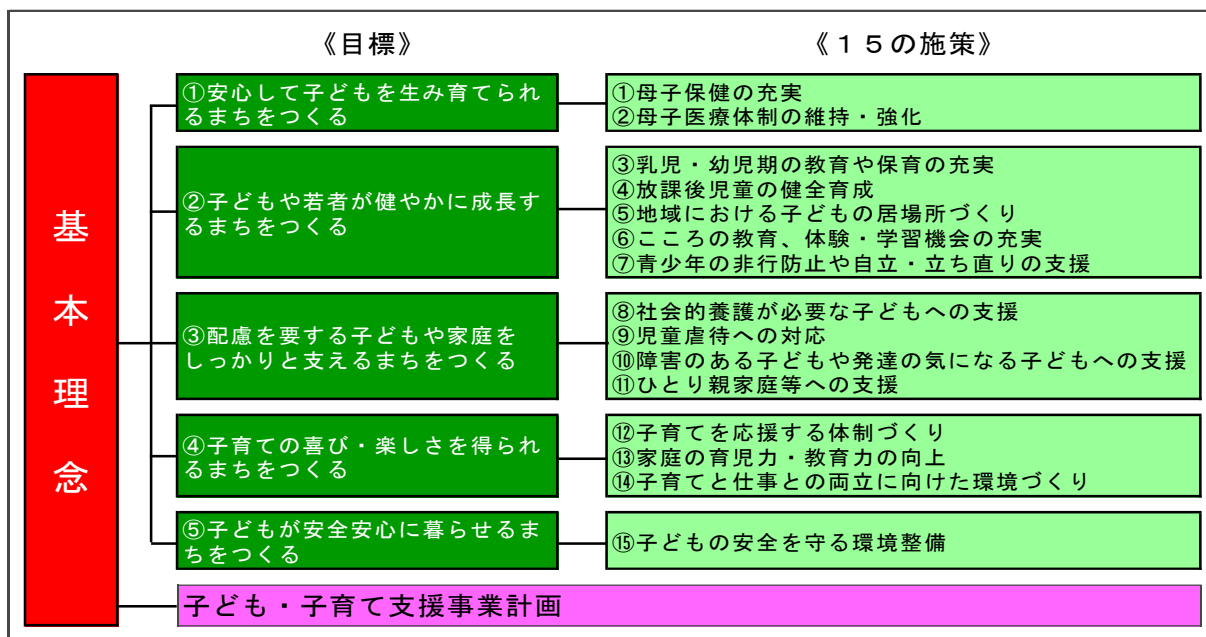 《目標》
《１５の施策》
基本理念
①安心して子どもを生み育てられ
るまちをつくる
①母子保健の充実
②母子医療体制の維持・強化
②子どもや若者が健やかに成長す
るまちをつくる
③乳児・幼児期の教育や保育の充実
④放課後児童の健全育成
⑤地域における子どもの居場所づくり
⑥こころの教育、体験・学習機会の充実
⑦青少年の非行防止や自立・立ち直りの支援
③配慮を要する子どもや家庭を
しっかりと支えるまちをつくる
⑧社会的養護が必要な子どもへの支援
⑨児童虐待への対応
⑩障害のある子どもや発達の気になる子どもへの支援
⑪ひとり親家庭等への支援
④子育ての喜び・楽しさを得られ
るまちをつくる
⑫子育てを応援する体制づくり
⑬家庭の育児力・教育力の向上
⑭子育てと仕事との両立に向けた環境づくり
⑤子どもが安全安心に暮らせるま
ちをつくる
⑮子どもの安全を守る環境整備
子ども・子育て支援事業計画